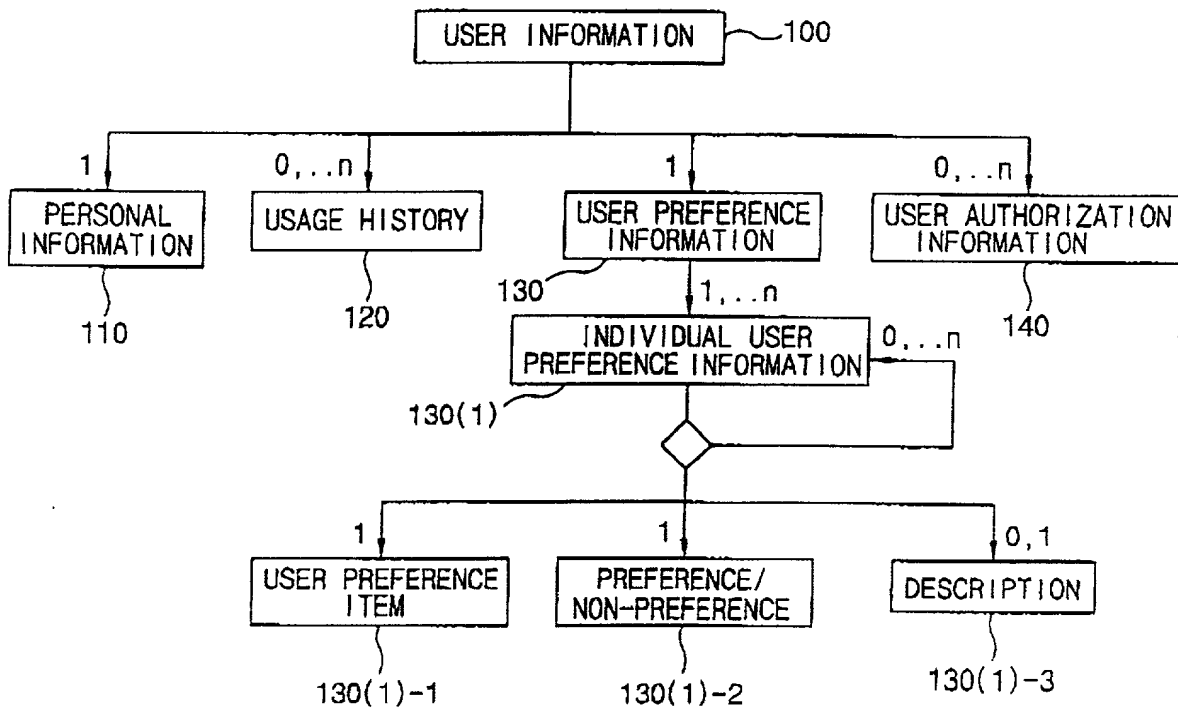 USER INFORMATION
100
1
0,..n
1
0,..n
PERSONAL
INFORMATION
USAGE HISTORY
USER PREFERENCE
INFORMATION
USER AUTHORIZATION
INFORMATION
110
120
130
140
1,..n
INDIVIDUAL USER
PREFERENCE INFORMATION
0,..n
130(1)
1
1
0,1
USER PREFERENCE
ITEM
PREFERENCE/
NON-PREFERENCE
DESCRIPTION
130(1)-1
130(1)-2
130(1)-3